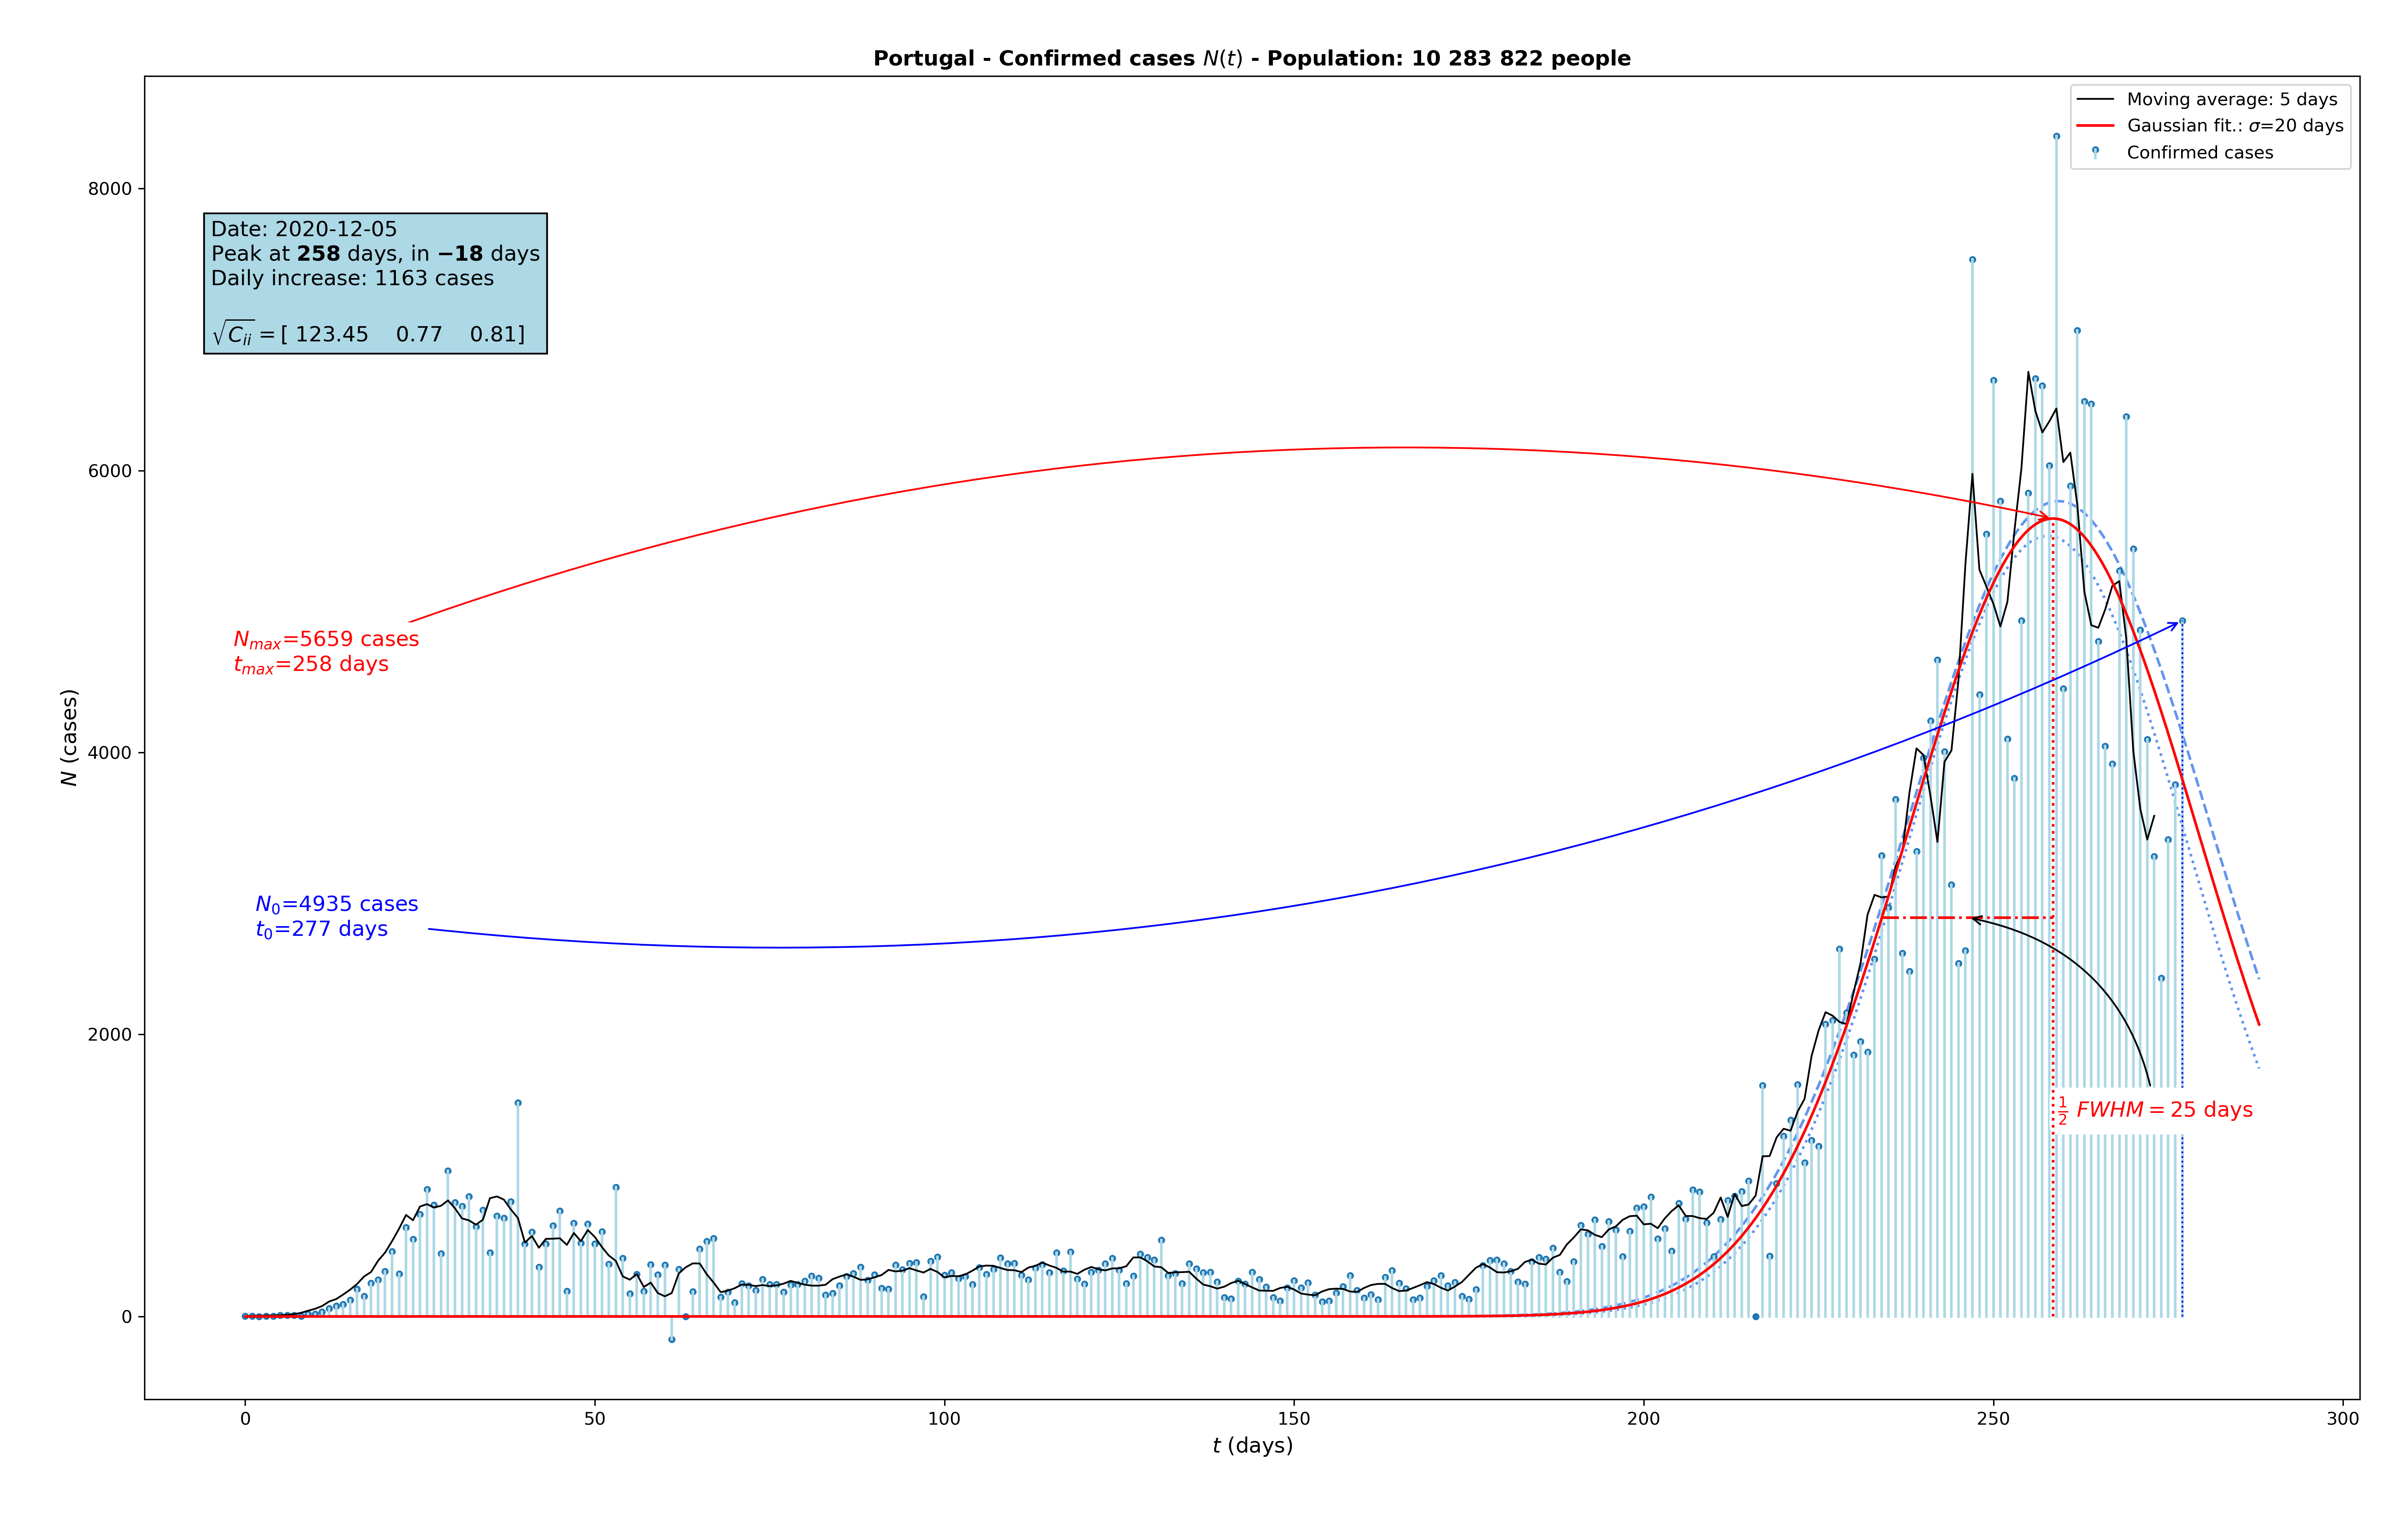 Portugal - Confirmed cases N(t) - Population: 10 283 822 people
Moving average: 5 days
Gaussian fit.: σ=20 days
Confirmed cases
Date: 2020-12-05
Peak at 258 days, in −18 days
Daily increase: 1163 cases
√C_ii = [ 123.45 0.77 0.81]
N_max=5659 cases
t_max=258 days
N_0=4935 cases
t_0=277 days
½ FWHM = 25 days
N (cases)
8000
6000
4000
2000
0
0 50 100 150 200 250 300
t (days)